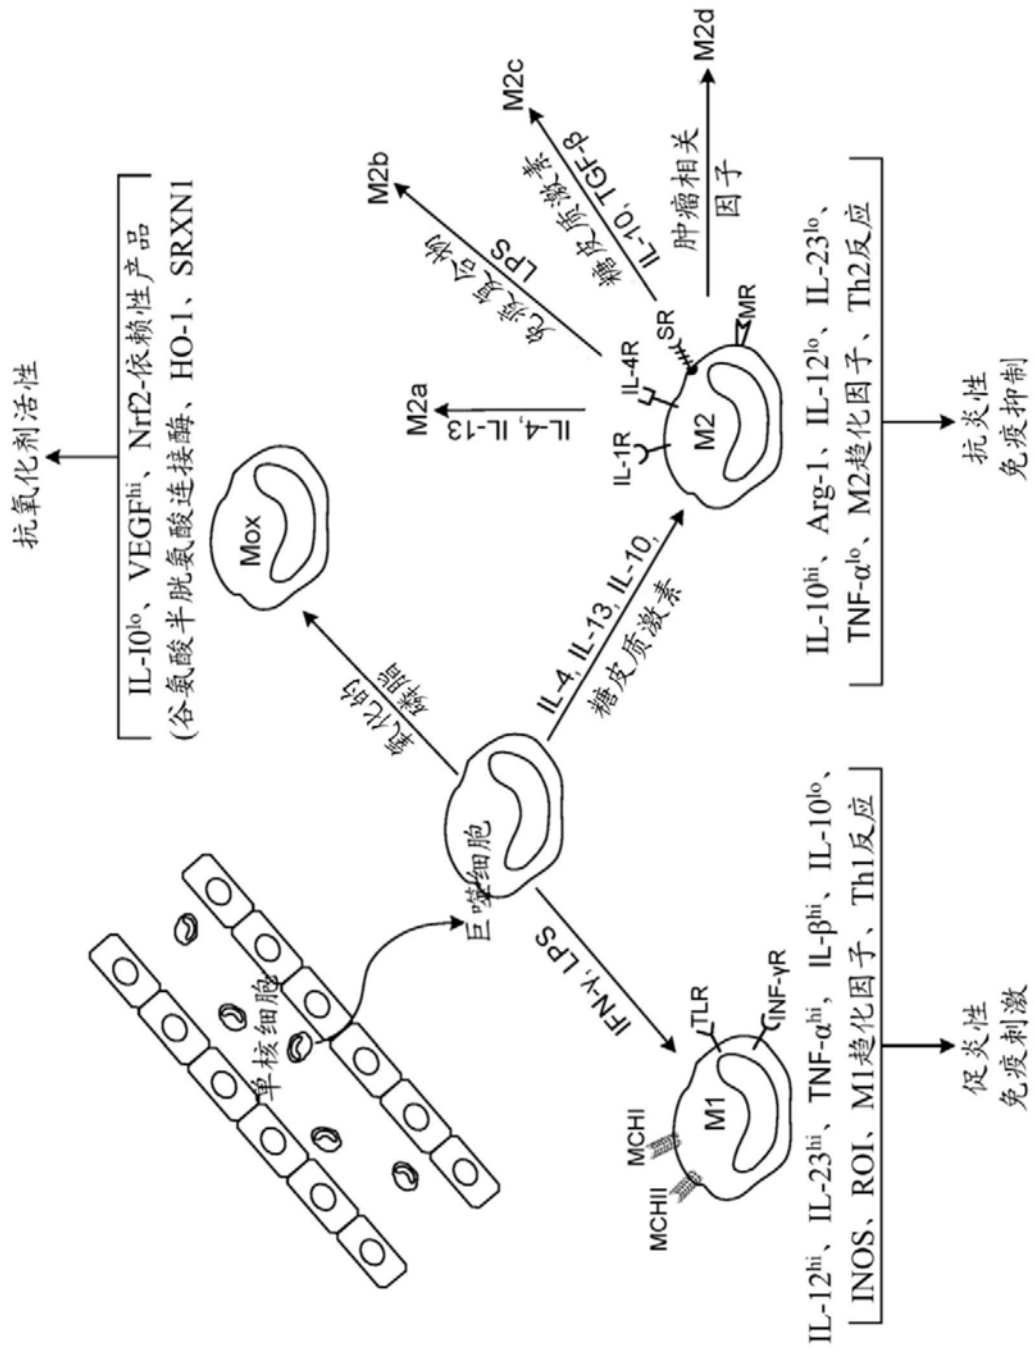 抗氧化剂活性
IL-I0lo、VEGFhi、Nrf2-依赖性产品
(谷氨酸半胱氨酸连接酶、HO-1、SRXN1
单核细胞
巨噬细胞
氧化的
磷脂
Mox
IL-4, IL-13, IL-10,
糖皮质激素
IFN-γ, LPS
M2a
IL-4, IL-13
M2b
免疫复合物
LPS
M2c
糖皮质激素
IL-10, TGF-β
M2d
肿瘤相关
因子
IL-1R
IL-4R
SR
MR
M2
MCHII
MCHI
TLR
INF-γR
M1
IL-12hi、IL-23hi、TNF-αhi, IL-βhi、IL-10lo、
INOS、ROI、M1趋化因子、Th1反应
促炎性
免疫刺激
IL-10hi、Arg-1、IL-12lo、IL-23lo、
TNF-αlo、M2趋化因子、Th2反应
抗炎性
免疫抑制